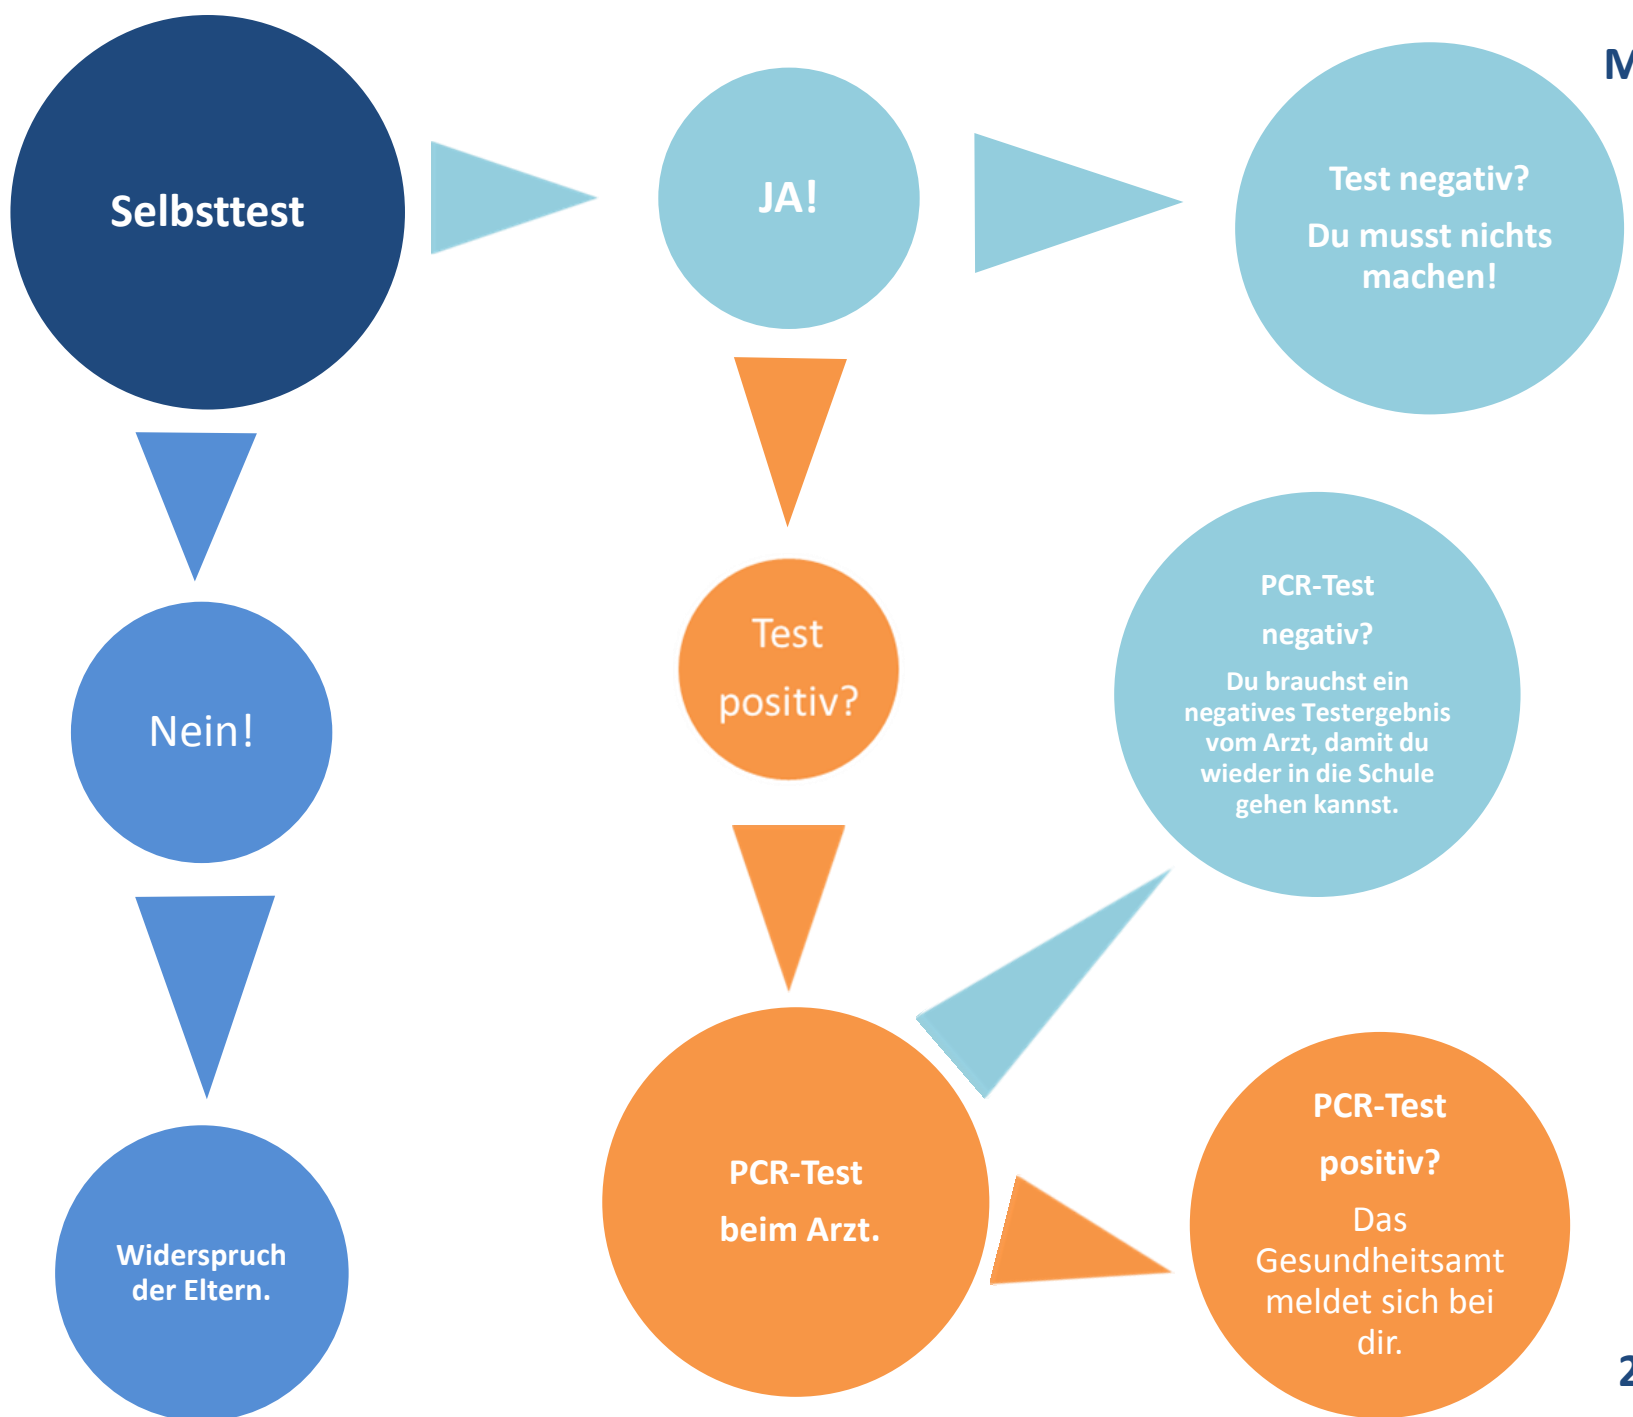 M
Selbsttest
JA!
Test negativ?
Du musst nichts
machen!
Test
positiv?
Nein!
PCR-Test
negativ?
Du brauchst ein
negatives Testergebnis
vom Arzt, damit du
wieder in die Schule
gehen kannst.
PCR-Test
beim Arzt.
PCR-Test
positiv?
Das
Gesundheitsamt
meldet sich bei
dir.
Widerspruch
der Eltern.
2